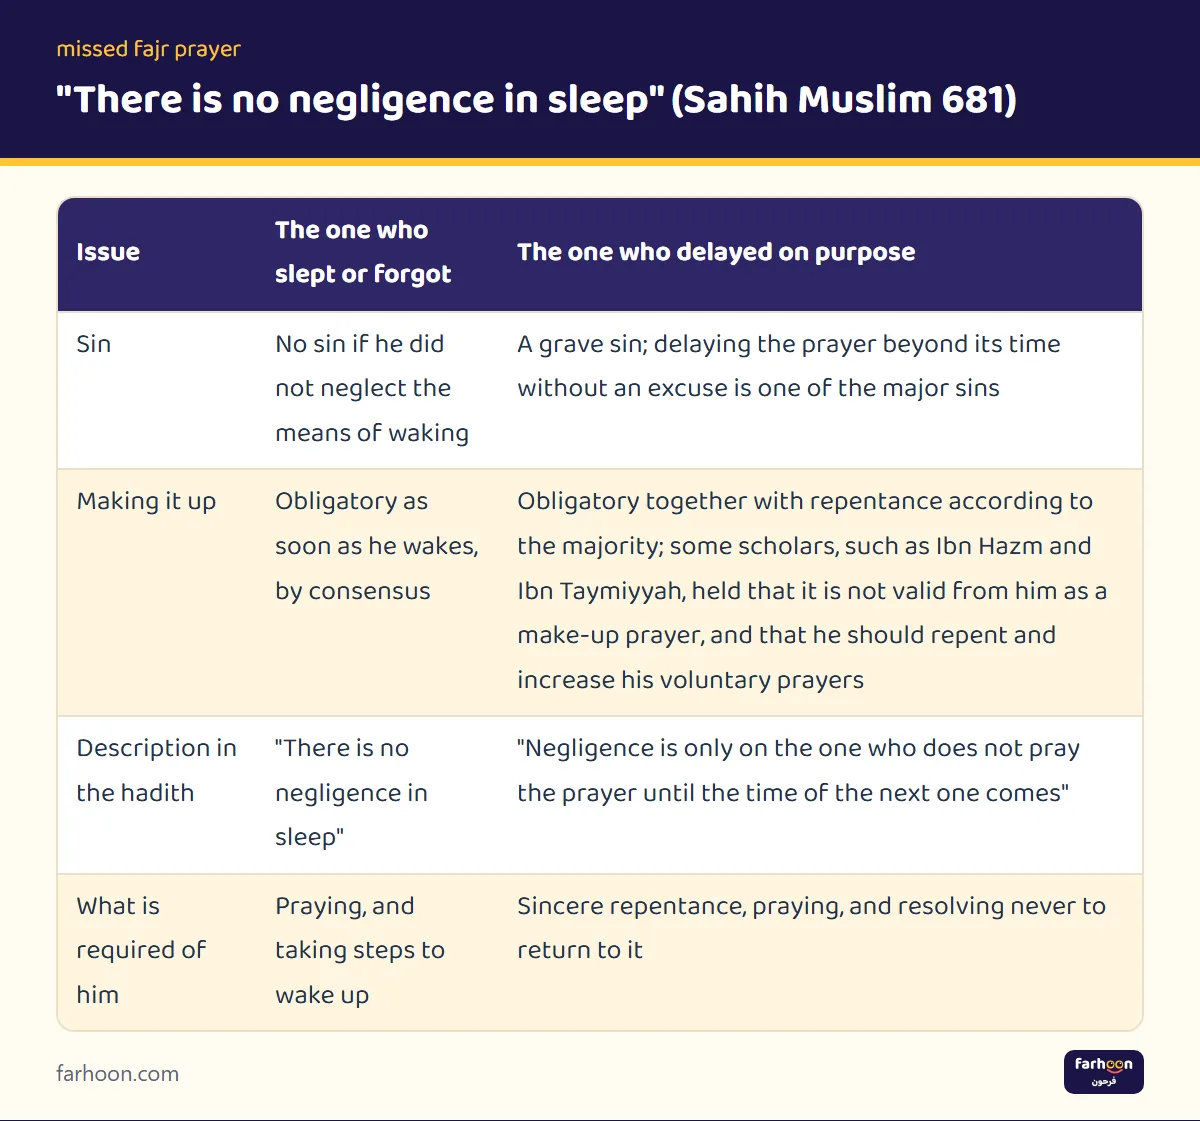 missed fajr prayer
"There is no negligence in sleep" (Sahih Muslim 681)
Issue
The one who
slept or forgot
The one who delayed on purpose
Sin
No sin if he did
not neglect the
means of waking
A grave sin; delaying the prayer beyond its time
without an excuse is one of the major sins
Making it up
Obligatory as
soon as he wakes,
by consensus
Obligatory together with repentance according to
the majority; some scholars, such as Ibn Hazm and
Ibn Taymiyyah, held that it is not valid from him as a
make-up prayer, and that he should repent and
increase his voluntary prayers
Description in
the hadith
"There is no
negligence in
sleep"
"Negligence is only on the one who does not pray
the prayer until the time of the next one comes"
What is
required of
him
Praying, and
taking steps to
wake up
Sincere repentance, praying, and resolving never to
return to it
farhoon.com
farhoon
فرحون